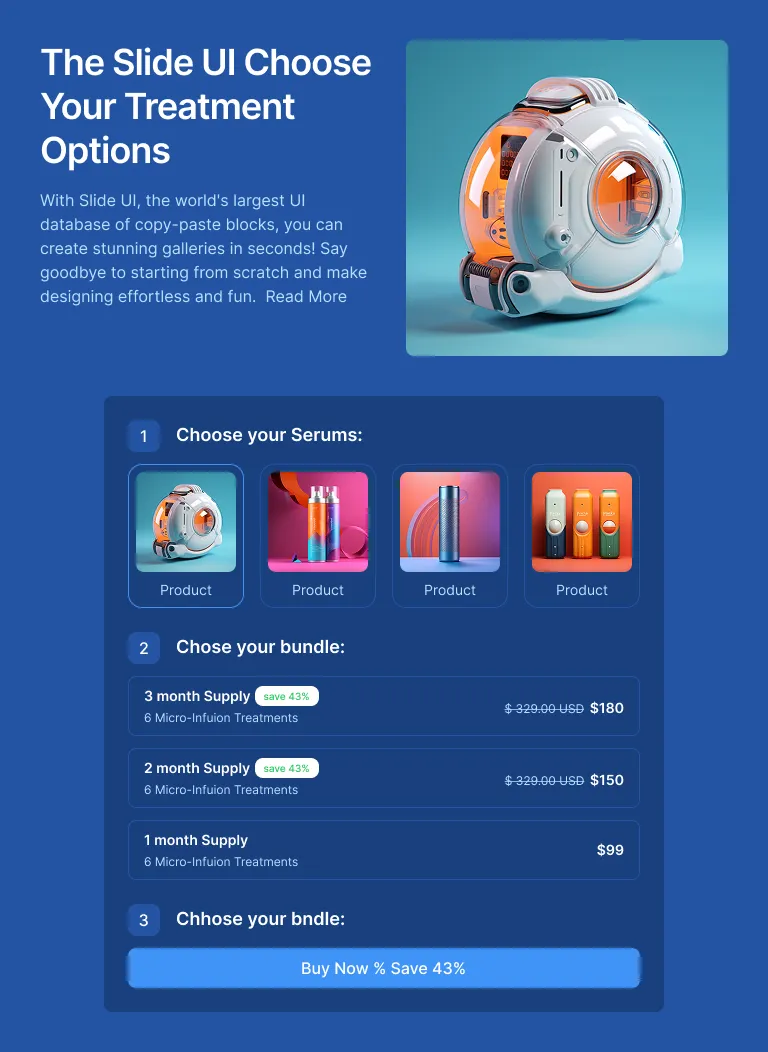 The Slide UI Choose
Your Treatment
Options
With Slide UI, the world's largest UI
database of copy-paste blocks, you can
create stunning galleries in seconds! Say
goodbye to starting from scratch and make
designing effortless and fun. Read More
1 Choose your Serums:
Product Product Product Product
2 Chose your bundle:
3 month Supply save 43%
6 Micro-Infuion Treatments
$ 329.00 USD $180
2 month Supply save 43%
6 Micro-Infuion Treatments
$ 329.00 USD $150
1 month Supply
6 Micro-Infuion Treatments
$99
3 Chhose your bndle:
Buy Now % Save 43%